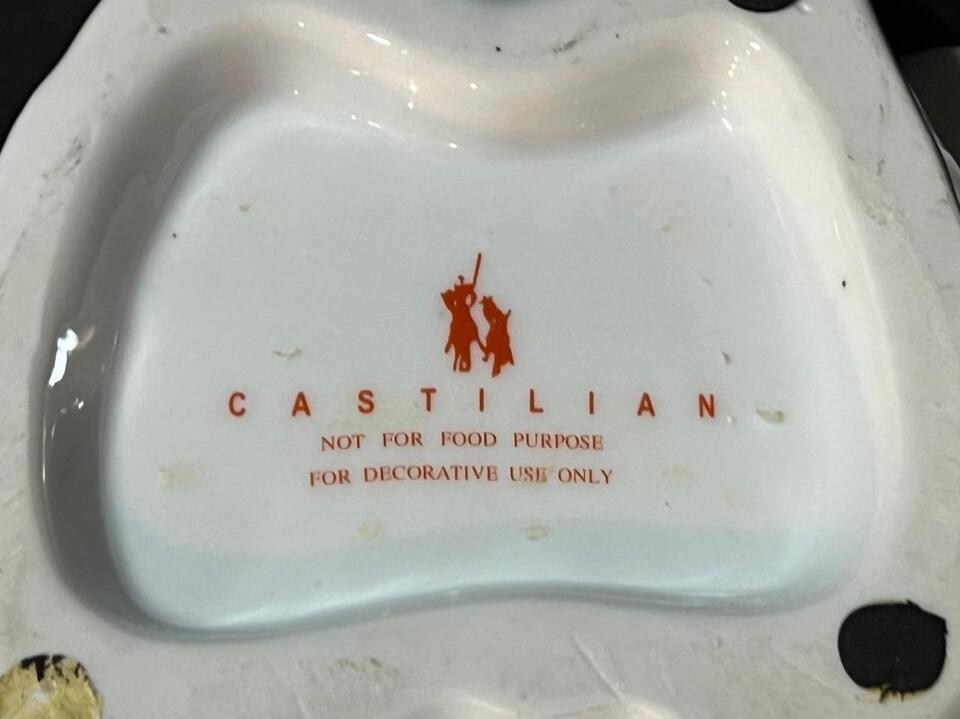 CASTILIAN
NOT FOR FOOD PURPOSE
FOR DECORATIVE USE ONLY